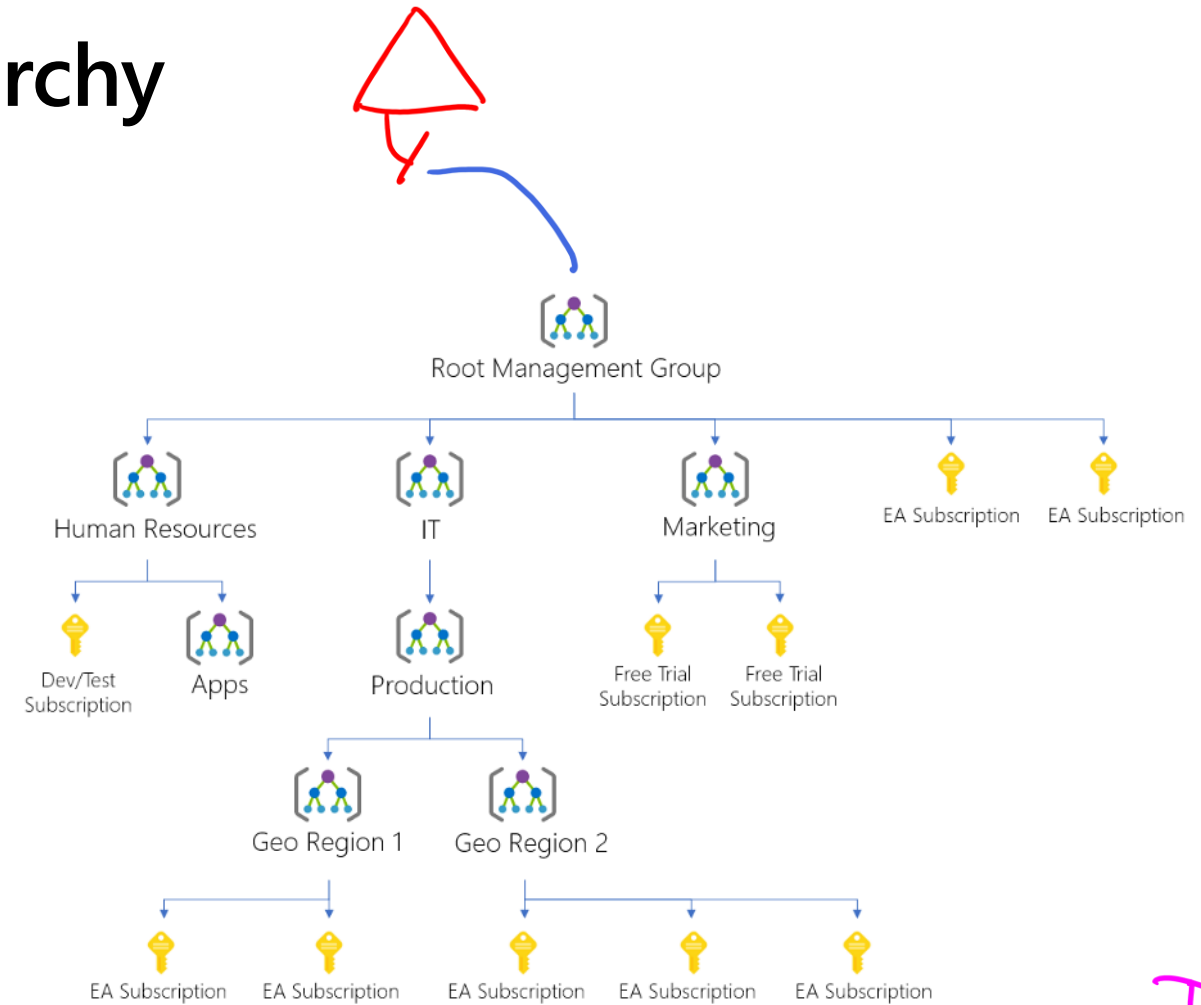 rchy
Root Management Group
Human Resources
IT
Marketing
EA Subscription
EA Subscription
Dev/Test
Subscription
Apps
Production
Free Trial
Subscription
Free Trial
Subscription
Geo Region 1
Geo Region 2
EA Subscription
EA Subscription
EA Subscription
EA Subscription
EA Subscription